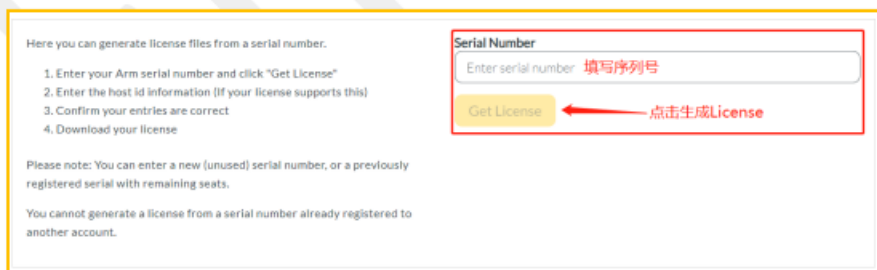 Here you can generate license files from a serial number.
1. Enter your Arm serial number and click "Get License"
2. Enter the host id information (If your license supports this)
3. Confirm your entries are correct
4. Download your license
Please note: You can enter a new (unused) serial number, or a previously
registered serial with remaining seats.
You cannot generate a license from a serial number already registered to
another account.
Serial Number
Enter serial number 填写序列号
Get License 点击生成License